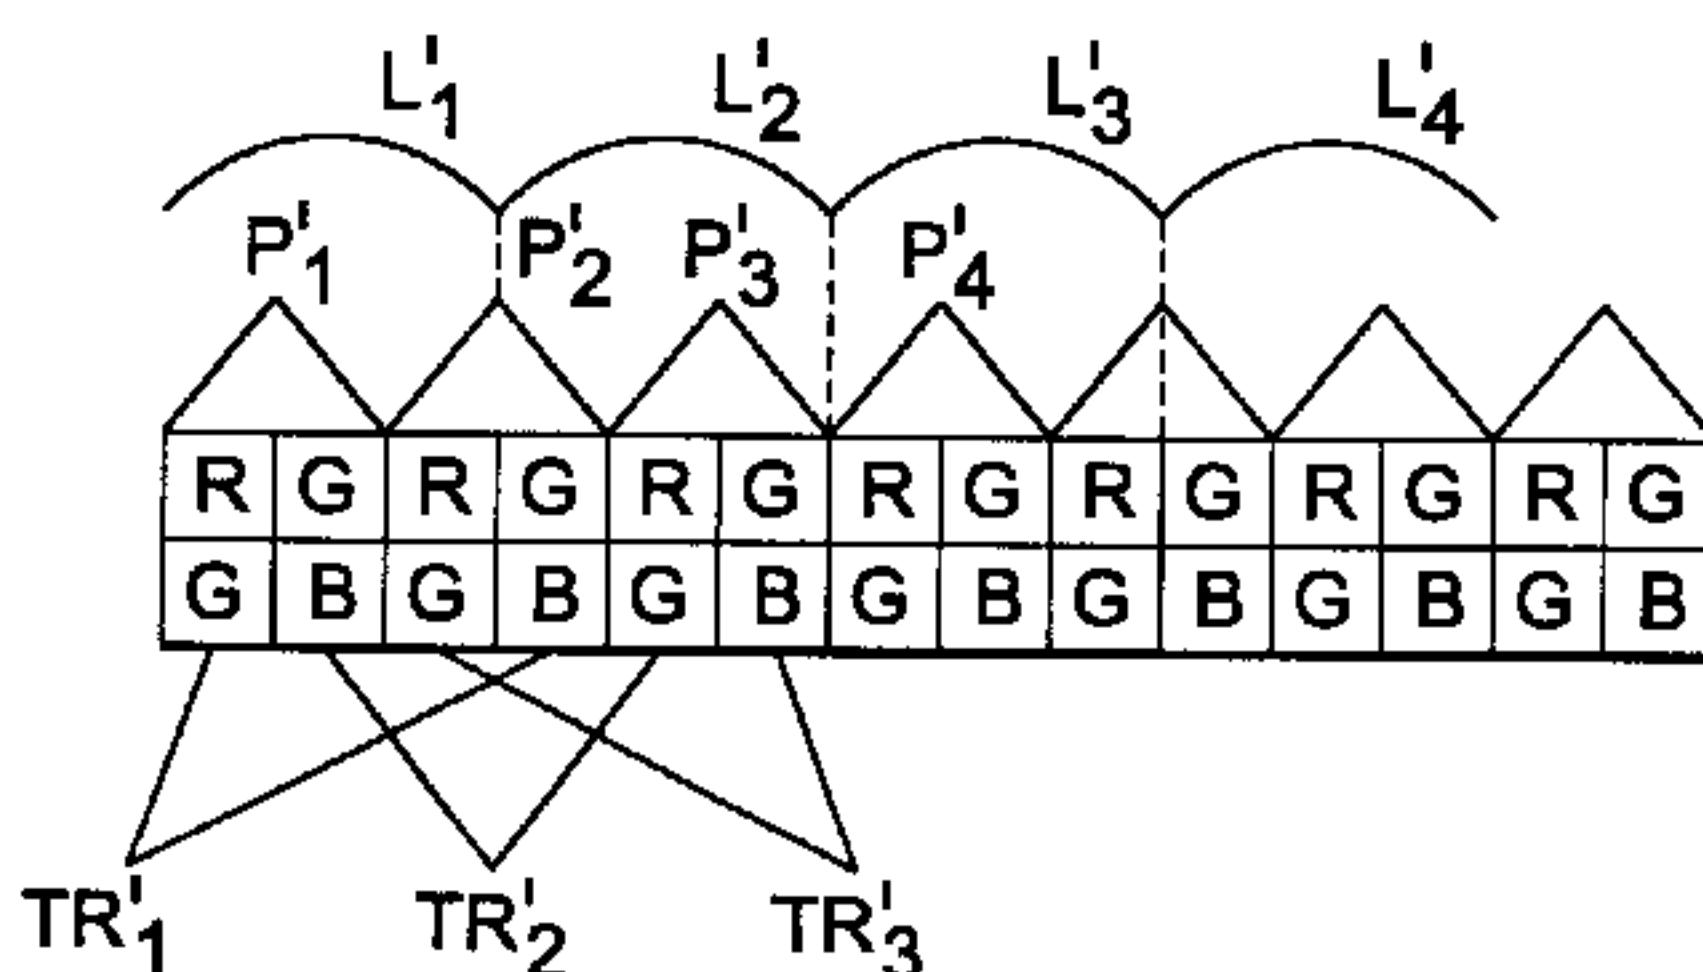 L'1 L'2 L'3 L'4
P'1 P'2 P'3 P'4
R G R G R G R G R G R G R G
G B G B G B G B G B G B G B
TR'1 TR'2 TR'3